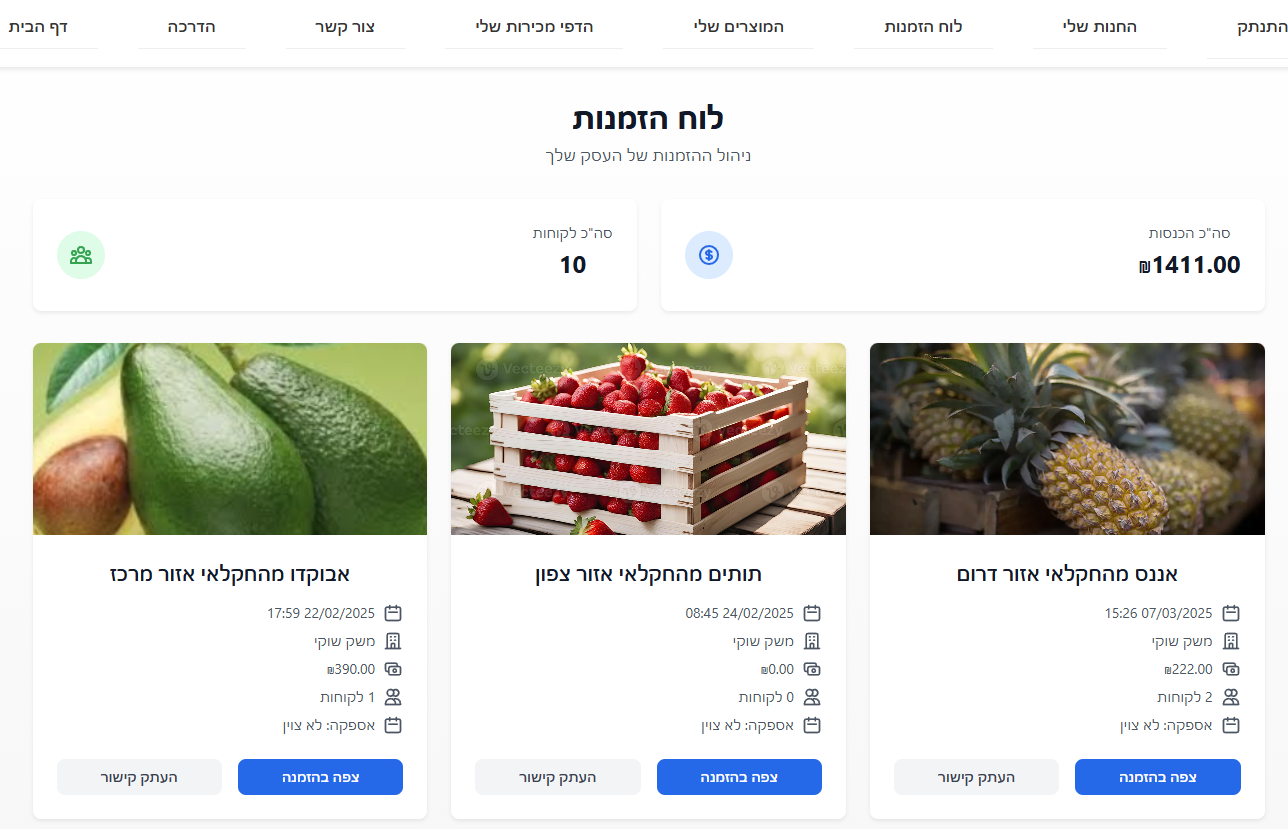 התנתק
החנות שלי
לוח הזמנות
המוצרים שלי
הדפי מכירות שלי
צור קשר
הדרכה
דף הבית
לוח הזמנות
ניהול ההזמנות של העסק שלך
סה"כ הכנסות
₪1411.00
סה"כ לקוחות
10
אננס מהחקלאי אזור דרום
07/03/2025 15:26
משק שוקי
₪222.00
2 לקוחות
אספקה: לא צוין
צפה בהזמנה
העתק קישור
Vecteezy
תותים מהחקלאי אזור צפון
24/02/2025 08:45
משק שוקי
₪0.00
0 לקוחות
אספקה: לא צוין
צפה בהזמנה
העתק קישור
אבוקדו מהחקלאי אזור מרכז
22/02/2025 17:59
משק שוקי
₪390.00
1 לקוחות
אספקה: לא צוין
צפה בהזמנה
העתק קישור